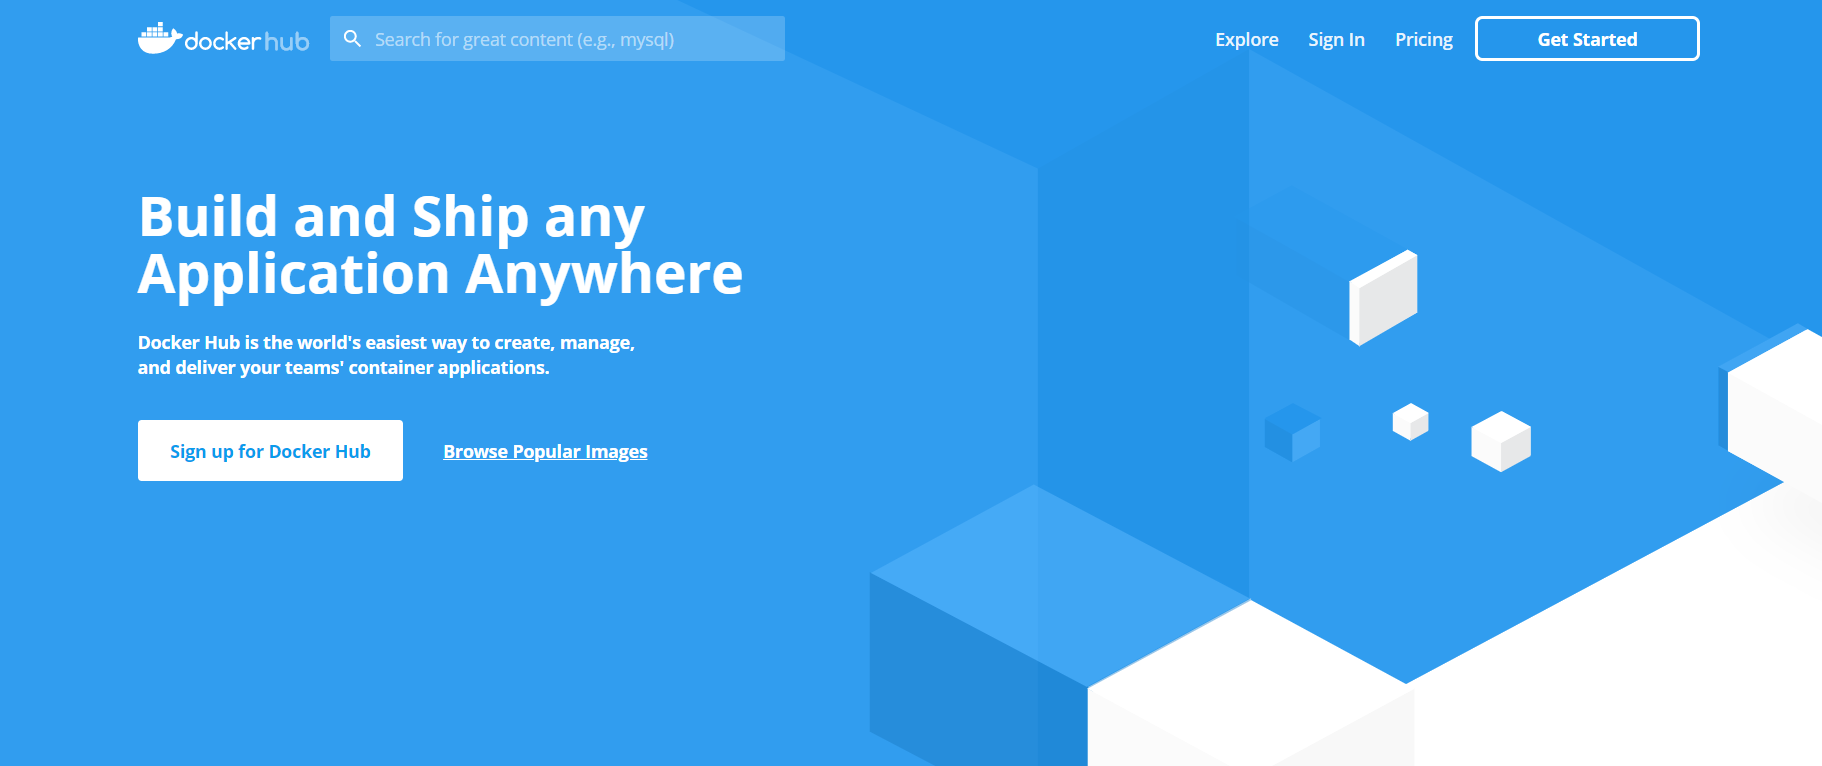 dockerhub
Search for great content (e.g., mysql)
Explore
Sign In
Pricing
Get Started
Build and Ship any
Application Anywhere
Docker Hub is the world's easiest way to create, manage,
and deliver your teams' container applications.
Sign up for Docker Hub
Browse Popular Images